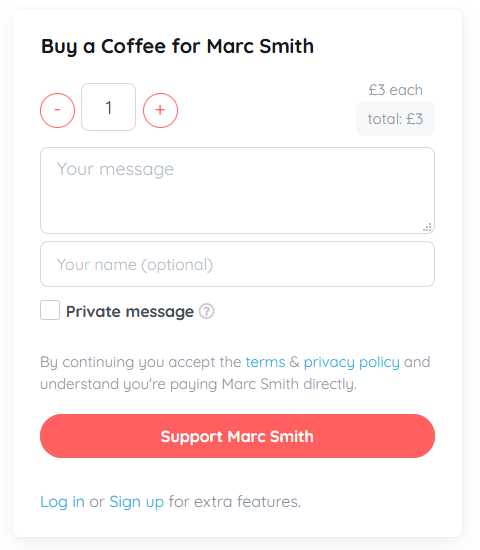 Buy a Coffee for Marc Smith
- 1 +
£3 each
total: £3
Your message
Your name (optional)
Private message ?
By continuing you accept the terms & privacy policy and
understand you're paying Marc Smith directly.
Support Marc Smith
Log in or Sign up for extra features.